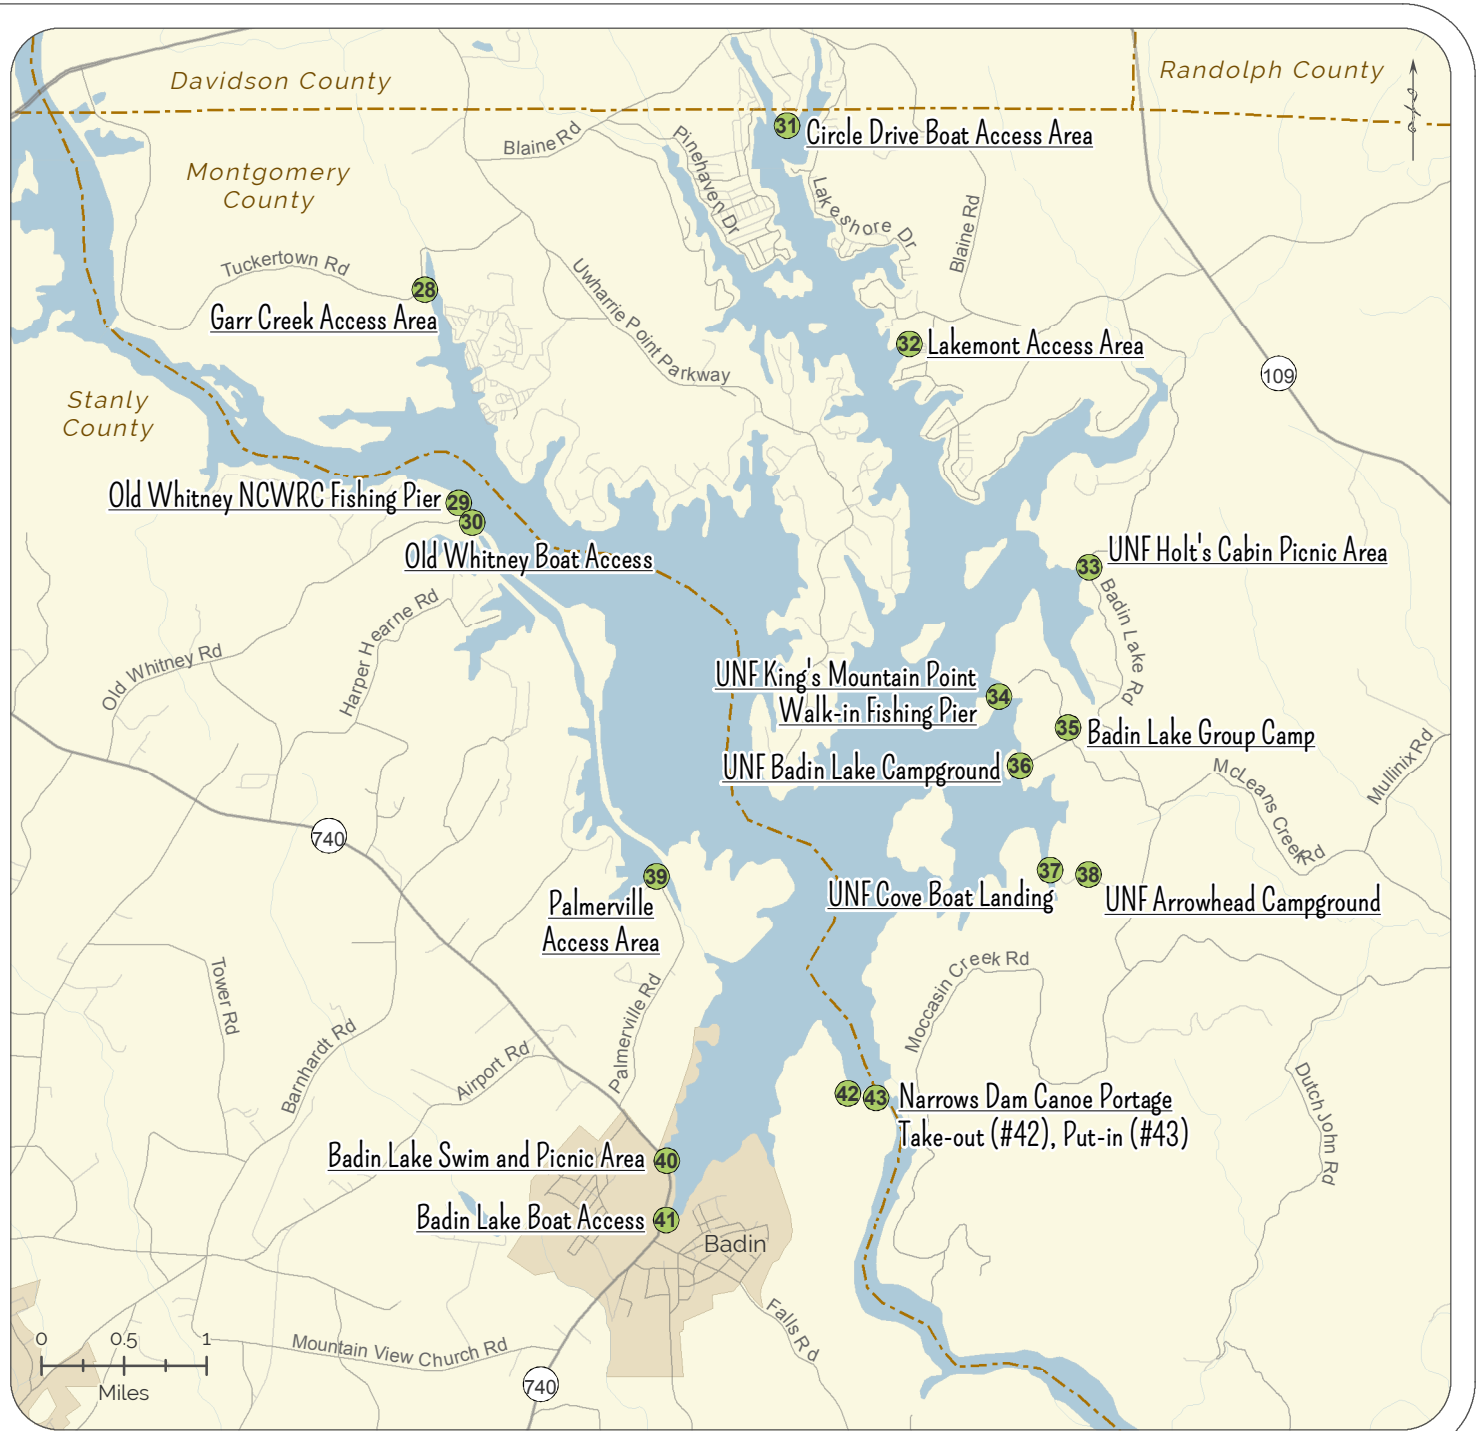 Davidson County
Randolph County
31
Circle Drive Boat Access Area
Blaine Rd
Pinehaven Dr
Montgomery
County
Lakeshore Dr
Blaine Rd
Tuckertown Rd
28
Garr Creek Access Area
Uwharrie Point Parkway
32
Lakemont Access Area
109
Stanly
County
Old Whitney NCWRC Fishing Pier
29
30
Old Whitney Boat Access
UNF Holt's Cabin Picnic Area
33
Badin Lake Rd
Harper Hearne Rd
Old Whitney Rd
UNF King's Mountain Point
Walk-in Fishing Pier
34
35
Badin Lake Group Camp
UNF Badin Lake Campground
36
McLeans Creek Rd
Mullinix Rd
740
39
Palmerville
Access Area
37
38
UNF Cove Boat Landing
UNF Arrowhead Campground
Moccasin Creek Rd
Tower Rd
Barnhardt Rd
Airport Rd
Palmerville Rd
Dutch John Rd
42
43
Narrows Dam Canoe Portage
Take-out (#42), Put-in (#43)
Badin Lake Swim and Picnic Area
40
Badin Lake Boat Access
41
Badin
Falls Rd
Mountain View Church Rd
0 0.5 1
Miles
740